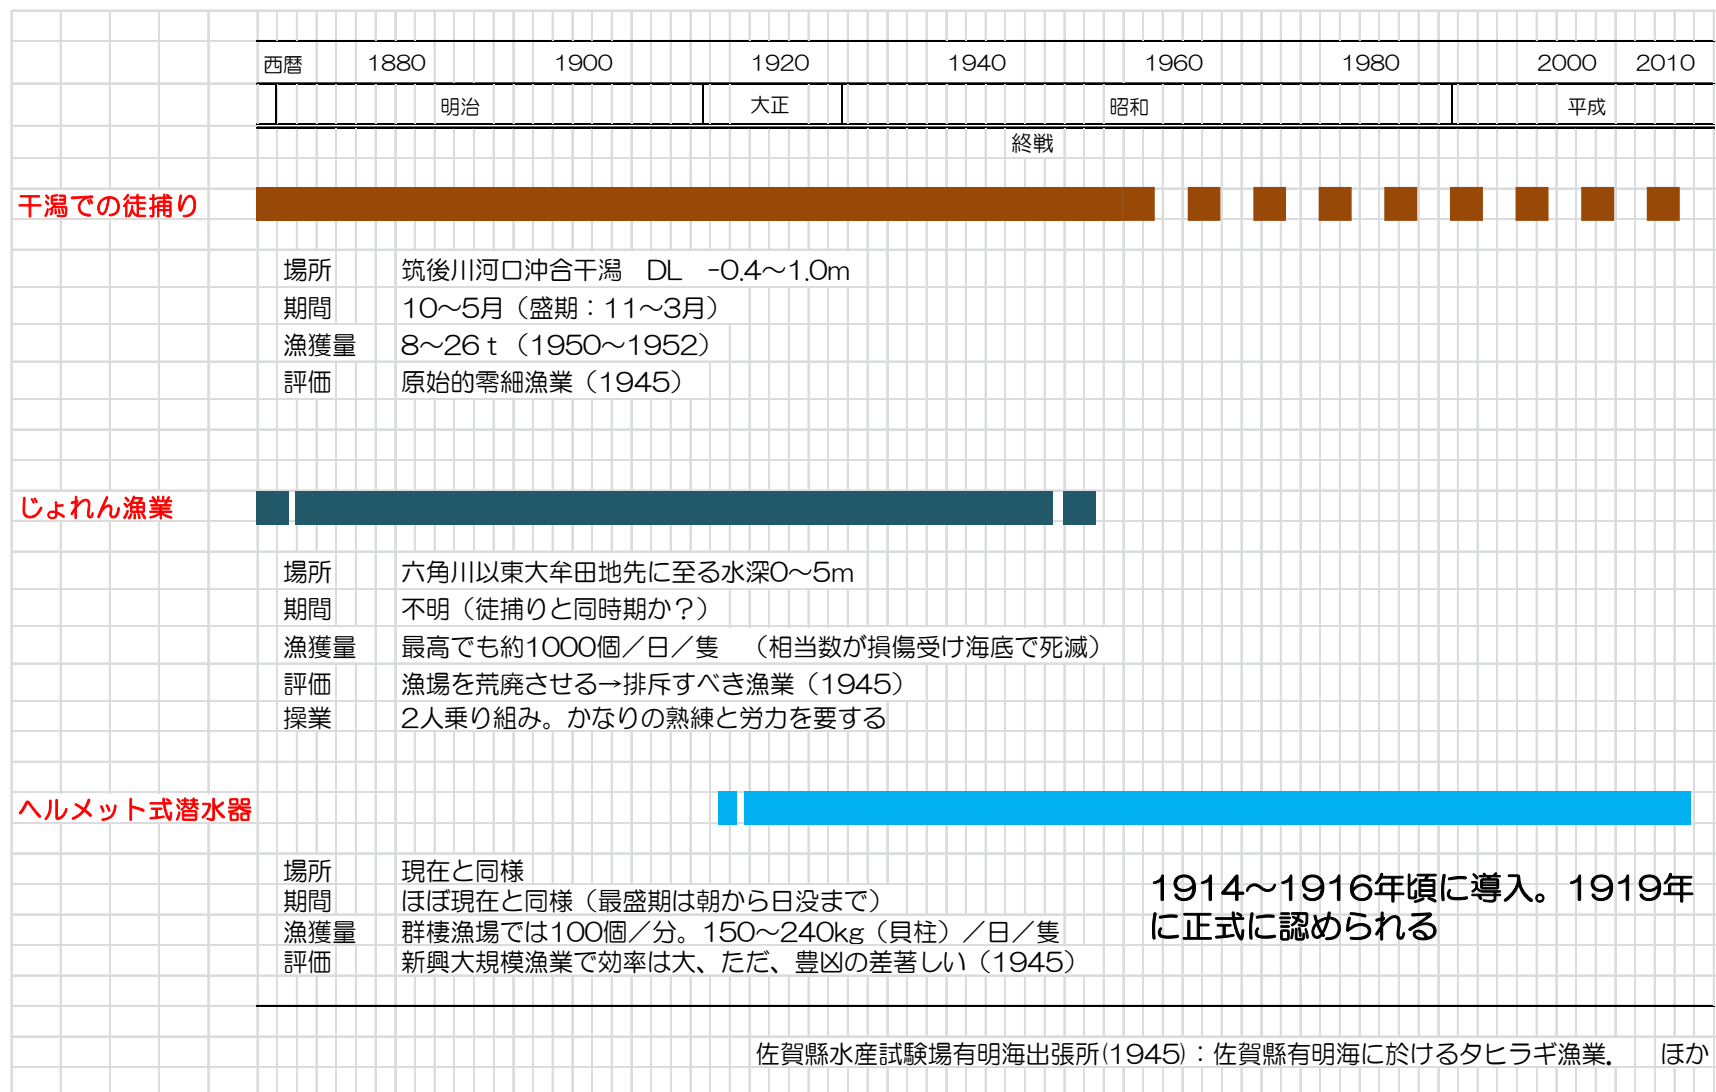 西暦 1880 1900 1920 1940 1960 1980 2000 2010
明治 大正 昭和 平成
終戦
干潟での徒捕り
場所 筑後川河口沖合干潟 DL -0.4～1.0m
期間 10～5月（盛期：11～3月）
漁獲量 8～26ｔ（1950～1952）
評価 原始的零細漁業（1945）
じょれん漁業
場所 六角川以東大牟田地先に至る水深0～5m
期間 不明（徒捕りと同時期か？）
漁獲量 最高でも約1000個／日／隻 （相当数が損傷受け海底で死滅）
評価 漁場を荒廃させる→排斥すべき漁業（1945）
操業 2人乗り組み。かなりの熟練と労力を要する
ヘルメット式潜水器
場所 現在と同様
期間 ほぼ現在と同様（最盛期は朝から日没まで）
漁獲量 群棲漁場では100個／分。150～240kg（貝柱）／日／隻
評価 新興大規模漁業で効率は大、ただ、豊凶の差著しい（1945）
1914～1916年頃に導入。1919年
に正式に認められる
佐賀縣水産試験場有明海出張所(1945)：佐賀縣有明海に於けるタヒラギ漁業. ほか